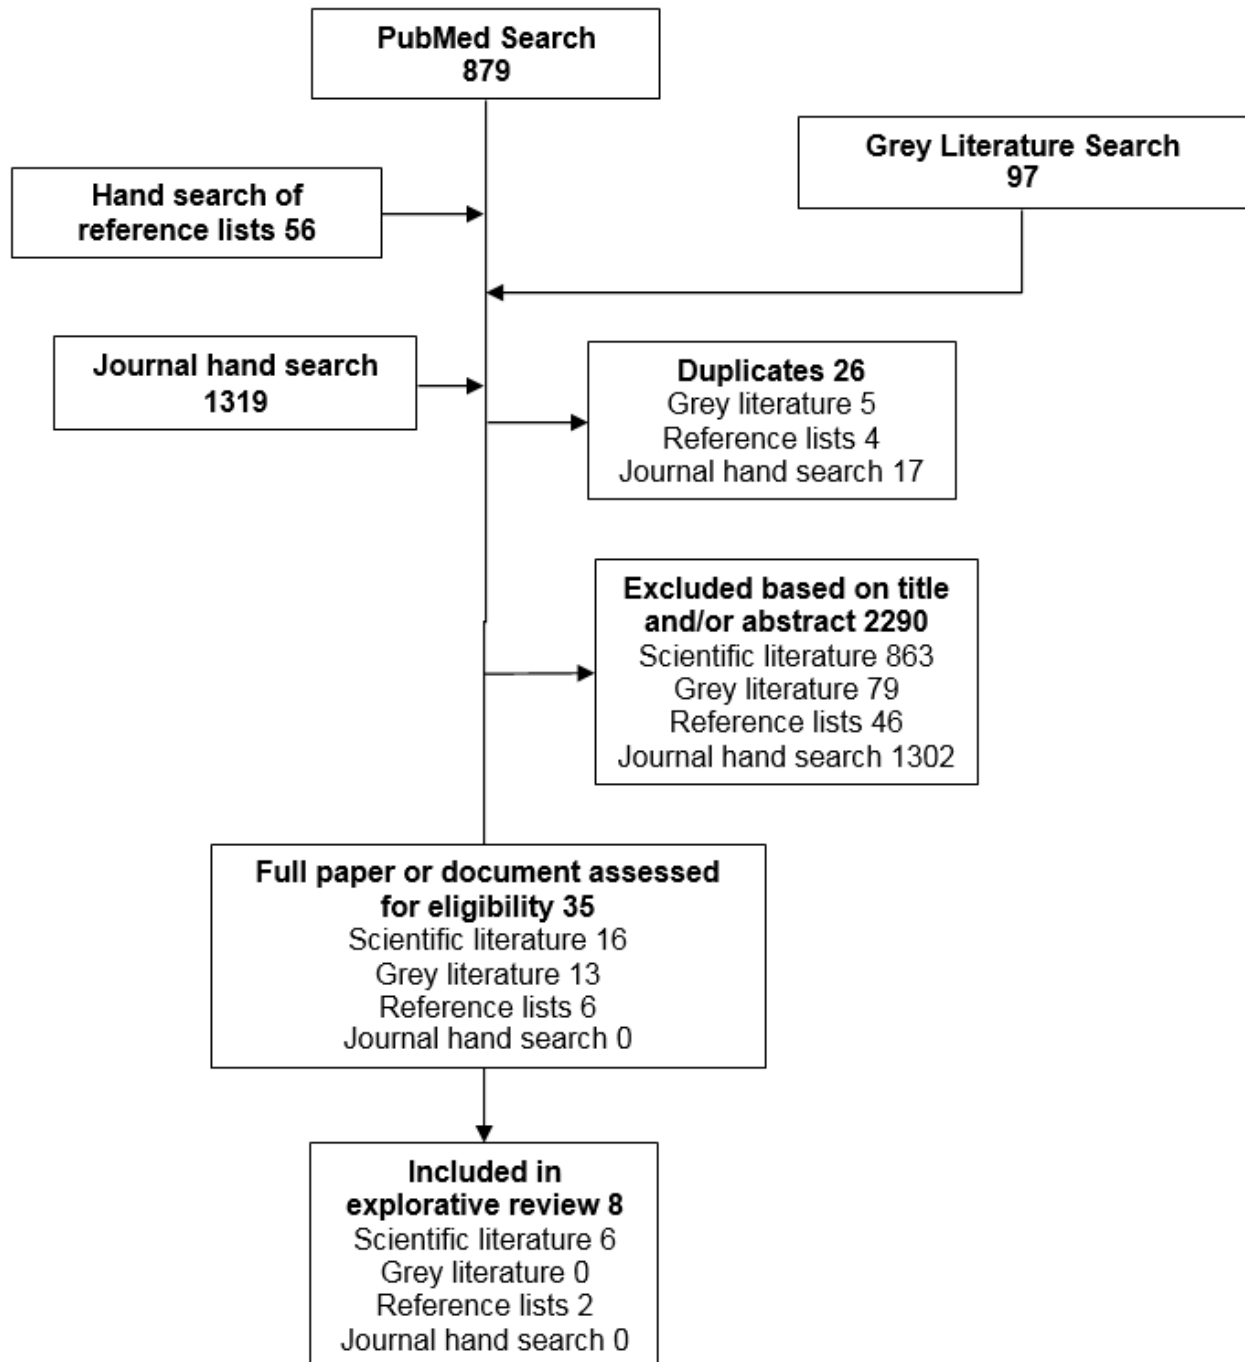 PubMed Search
879
Grey Literature Search
97
Hand search of
reference lists 56
Journal hand search
1319
Duplicates 26
Grey literature 5
Reference lists 4
Journal hand search 17
Excluded based on title
and/or abstract 2290
Scientific literature 863
Grey literature 79
Reference lists 46
Journal hand search 1302
Full paper or document assessed
for eligibility 35
Scientific literature 16
Grey literature 13
Reference lists 6
Journal hand search 0
Included in
explorative review 8
Scientific literature 6
Grey literature 0
Reference lists 2
Journal hand search 0